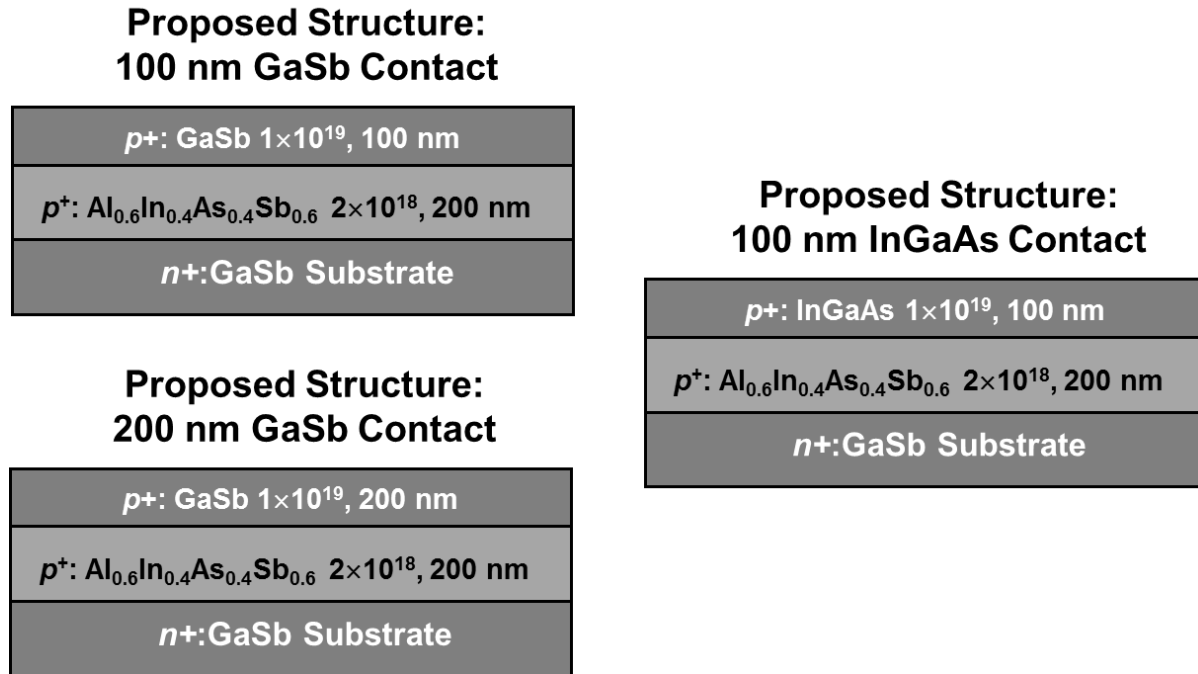 Proposed Structure:
100 nm GaSb Contact
p+: GaSb 1×10¹⁹, 100 nm
p⁺: Al₀.₆In₀.₄As₀.₄Sb₀.₆ 2×10¹⁸, 200 nm
n+:GaSb Substrate
Proposed Structure:
200 nm GaSb Contact
p+: GaSb 1×10¹⁹, 200 nm
p⁺: Al₀.₆In₀.₄As₀.₄Sb₀.₆ 2×10¹⁸, 200 nm
n+:GaSb Substrate
Proposed Structure:
100 nm InGaAs Contact
p+: InGaAs 1×10¹⁹, 100 nm
p⁺: Al₀.₆In₀.₄As₀.₄Sb₀.₆ 2×10¹⁸, 200 nm
n+:GaSb Substrate